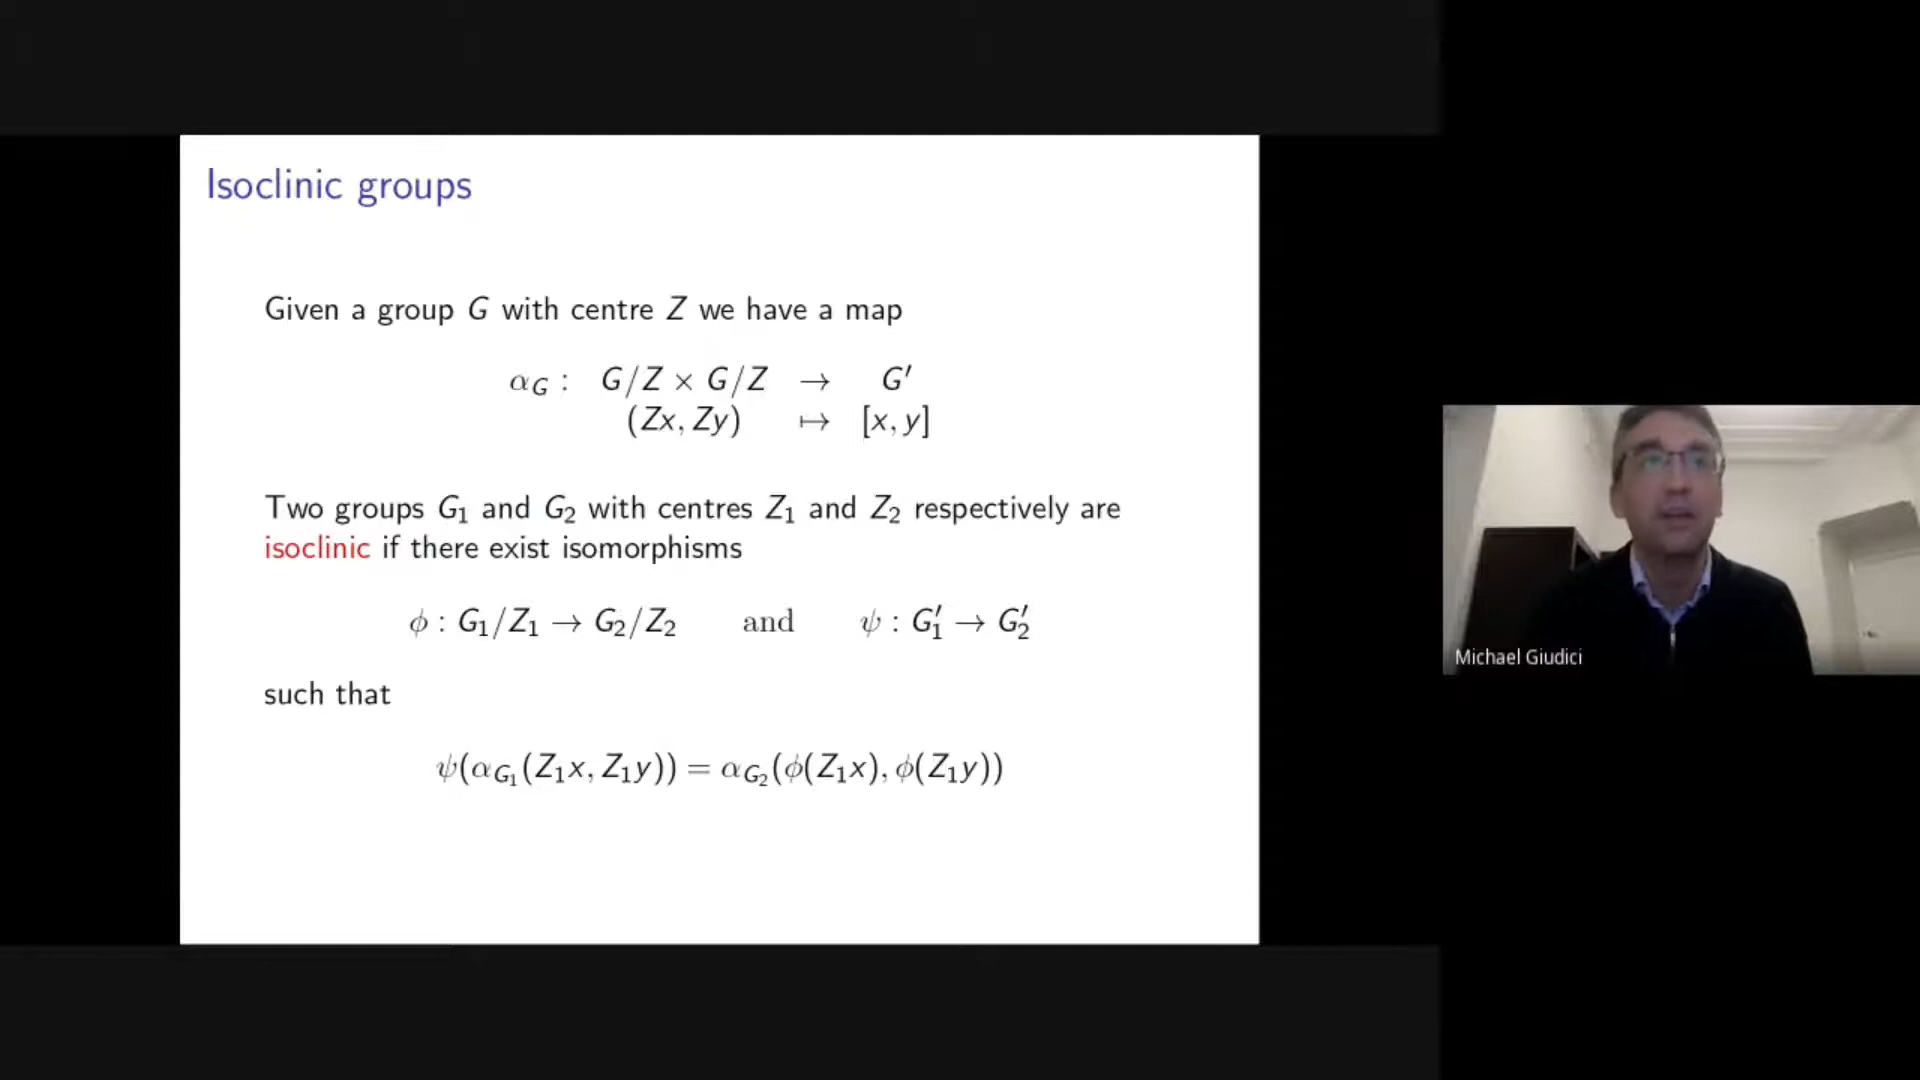 Isoclinic groups
Given a group G with centre Z we have a map
α_G : G/Z × G/Z → G′
(Zx, Zy) ↦ [x, y]
Two groups G₁ and G₂ with centres Z₁ and Z₂ respectively are
isoclinic if there exist isomorphisms
ϕ : G₁/Z₁ → G₂/Z₂ and ψ : G₁′ → G₂′
such that
ψ(α_{G₁}(Z₁x, Z₁y)) = α_{G₂}(ϕ(Z₁x), ϕ(Z₁y))
Michael Giudici